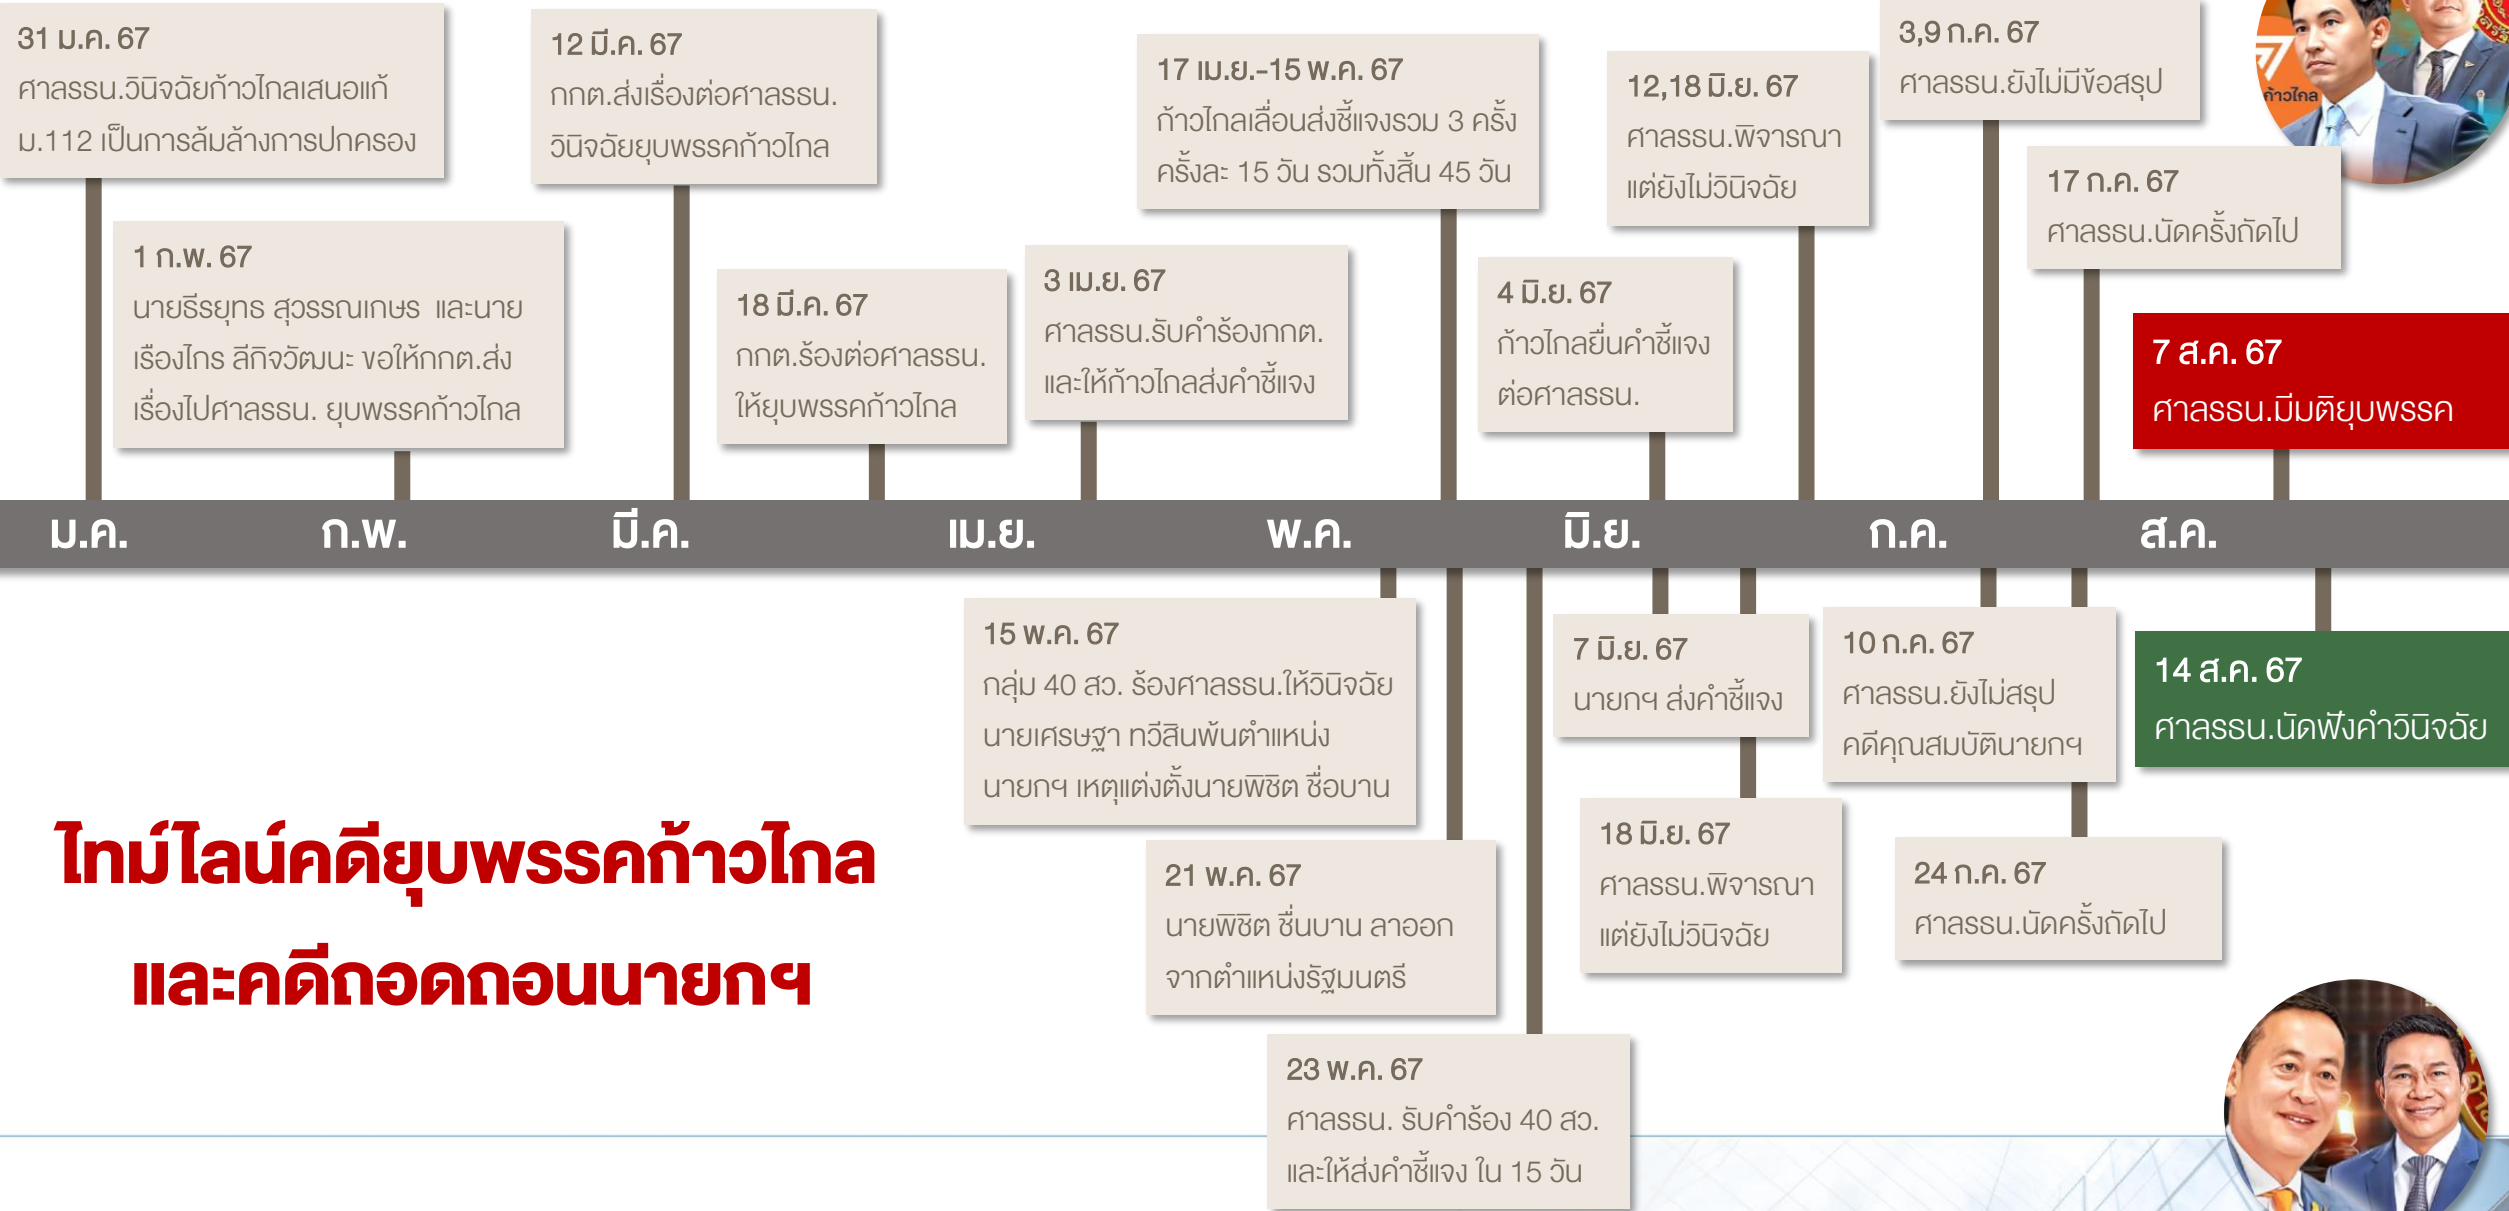 31 ม.ค. 67
ศาลรธน.วินิจฉัยก้าวไกลเสนอแก้
ม.112 เป็นการล้มล้างการปกครอง
1 ก.พ. 67
นายธีรยุทธ สุวรรณเกษร และนาย
เรืองไกร ลีกิจวัฒนะ ขอให้กกต.ส่ง
เรื่องไปศาลรธน. ยุบพรรคก้าวไกล
12 มี.ค. 67
กกต.ส่งเรื่องต่อศาลรธน.
วินิจฉัยยุบพรรคก้าวไกล
18 มี.ค. 67
กกต.ร้องต่อศาลรธน.
ให้ยุบพรรคก้าวไกล
3 เม.ย. 67
ศาลรธน.รับคำร้องกกต.
และให้ก้าวไกลส่งคำชี้แจง
17 เม.ย.-15 พ.ค. 67
ก้าวไกลเลื่อนส่งชี้แจงรวม 3 ครั้ง
ครั้งละ 15 วัน รวมทั้งสิ้น 45 วัน
4 มิ.ย. 67
ก้าวไกลยื่นคำชี้แจง
ต่อศาลรธน.
12,18 มิ.ย. 67
ศาลรธน.พิจารณา
แต่ยังไม่วินิจฉัย
3,9 ก.ค. 67
ศาลรธน.ยังไม่มีข้อสรุป
ก้าวไกล
17 ก.ค. 67
ศาลรธน.นัดครั้งถัดไป
7 ส.ค. 67
ศาลรธน.มีมติยุบพรรค
ม.ค. ก.พ. มี.ค. เม.ย. พ.ค. มิ.ย. ก.ค. ส.ค.
15 พ.ค. 67
กลุ่ม 40 สว. ร้องศาลรธน.ให้วินิจฉัย
นายเศรษฐา ทวีสินพ้นตำแหน่ง
นายกฯ เหตุแต่งตั้งนายพิชิต ชื่อบาน
21 พ.ค. 67
นายพิชิต ชื่นบาน ลาออก
จากตำแหน่งรัฐมนตรี
23 พ.ค. 67
ศาลรธน. รับคำร้อง 40 สว.
และให้ส่งคำชี้แจง ใน 15 วัน
7 มิ.ย. 67
นายกฯ ส่งคำชี้แจง
18 มิ.ย. 67
ศาลรธน.พิจารณา
แต่ยังไม่วินิจฉัย
10 ก.ค. 67
ศาลรธน.ยังไม่สรุป
คดีคุณสมบัตินายกฯ
24 ก.ค. 67
ศาลรธน.นัดครั้งถัดไป
14 ส.ค. 67
ศาลรธน.นัดฟังคำวินิจฉัย
ไทม์ไลน์คดียุบพรรคก้าวไกล
และคดีถอดถอนนายกฯ